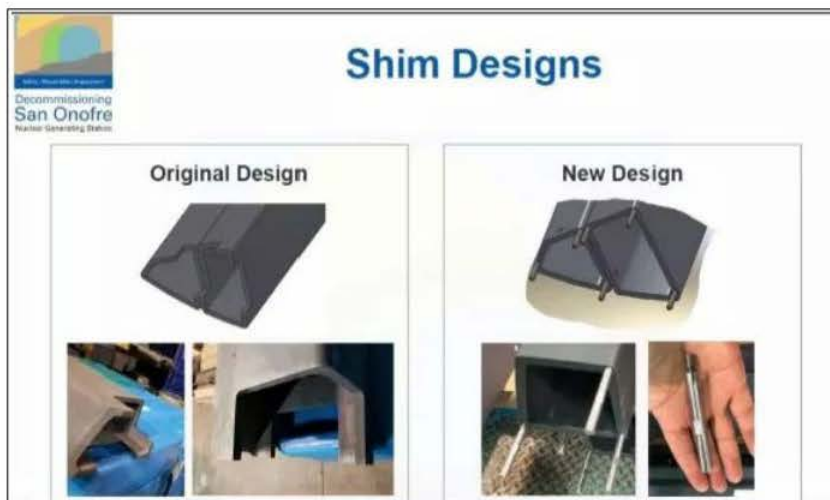 Decommissioning
San Onofre
Nuclear Generating Station
Shim Designs
Original Design
New Design